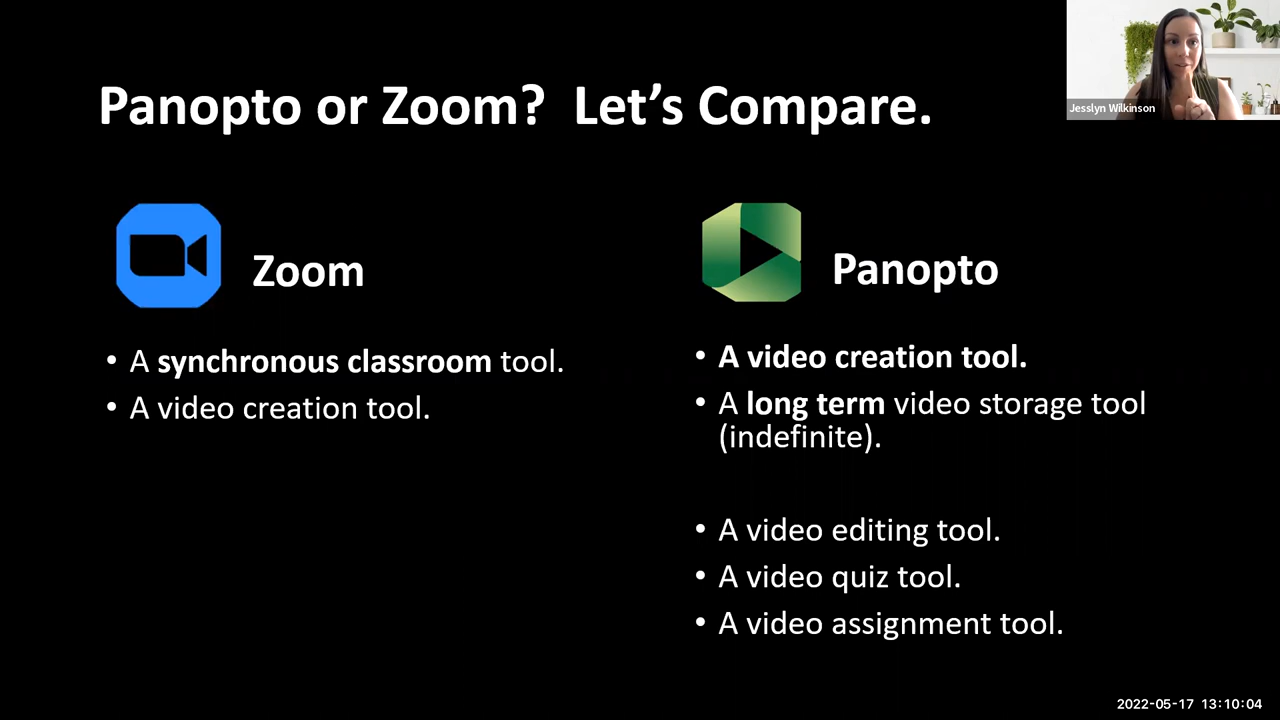 Panopto or Zoom?  Let's Compare.
Jesslyn Wilkinson
Zoom
• A synchronous classroom tool.
• A video creation tool.
Panopto
• A video creation tool.
• A long term video storage tool
(indefinite).
• A video editing tool.
• A video quiz tool.
• A video assignment tool.
2022-05-17 13:10:04